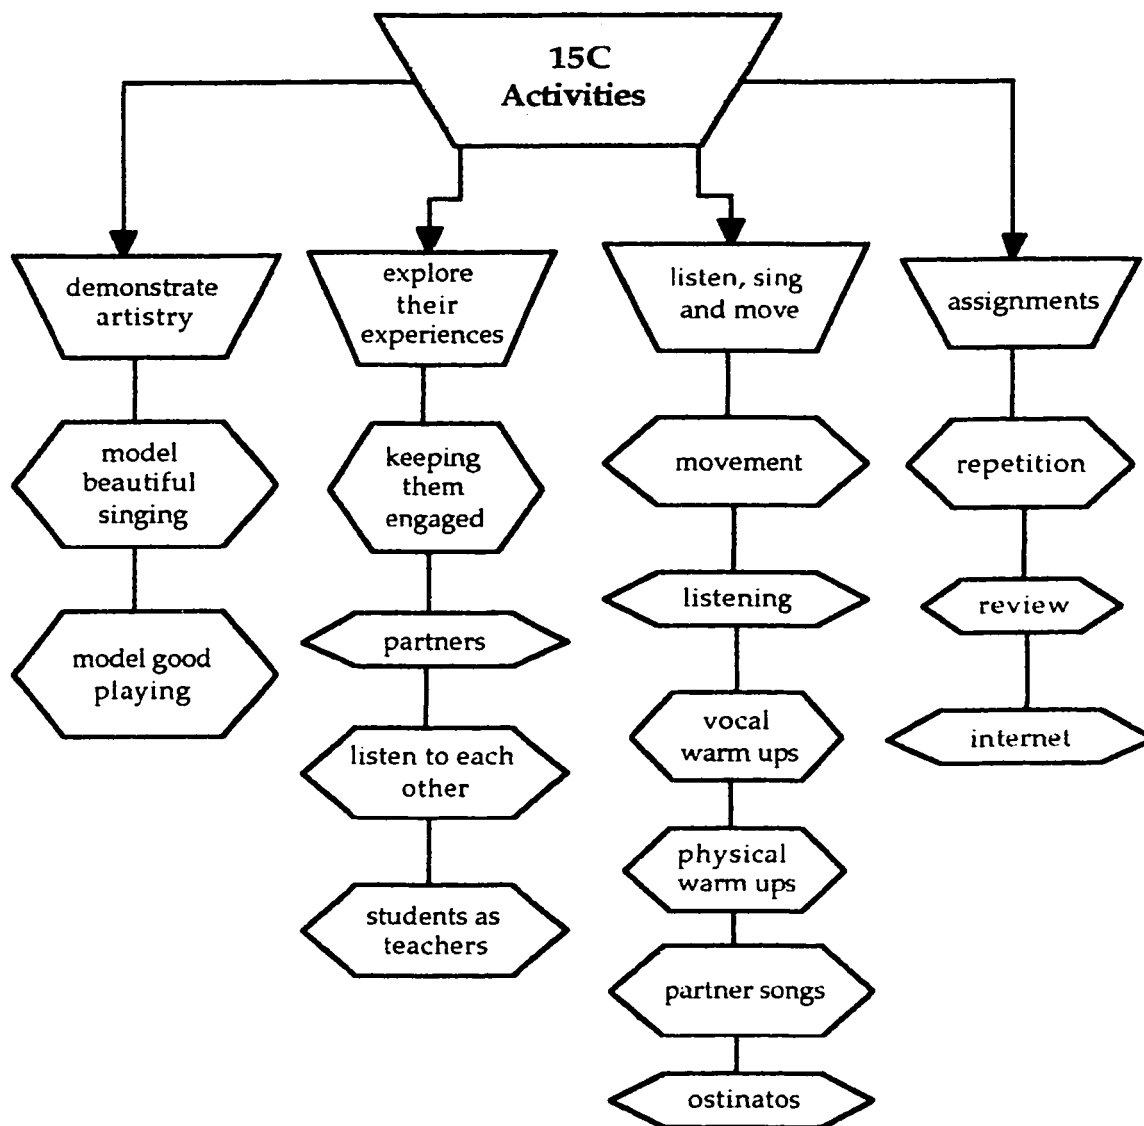 15C
Activities
demonstrate
artistry
model
beautiful
singing
model good
playing
explore
their
experiences
keeping
them
engaged
partners
listen to each
other
students as
teachers
listen, sing
and move
movement
listening
vocal
warm ups
physical
warm ups
partner songs
ostinatos
assignments
repetition
review
internet